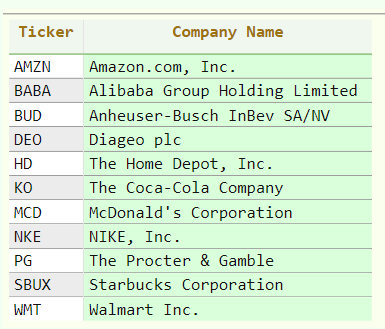 Ticker Company Name
AMZN Amazon.com, Inc.
BABA Alibaba Group Holding Limited
BUD Anheuser-Busch InBev SA/NV
DEO Diageo plc
HD The Home Depot, Inc.
KO The Coca-Cola Company
MCD McDonald's Corporation
NKE NIKE, Inc.
PG The Procter & Gamble
SBUX Starbucks Corporation
WMT Walmart Inc.